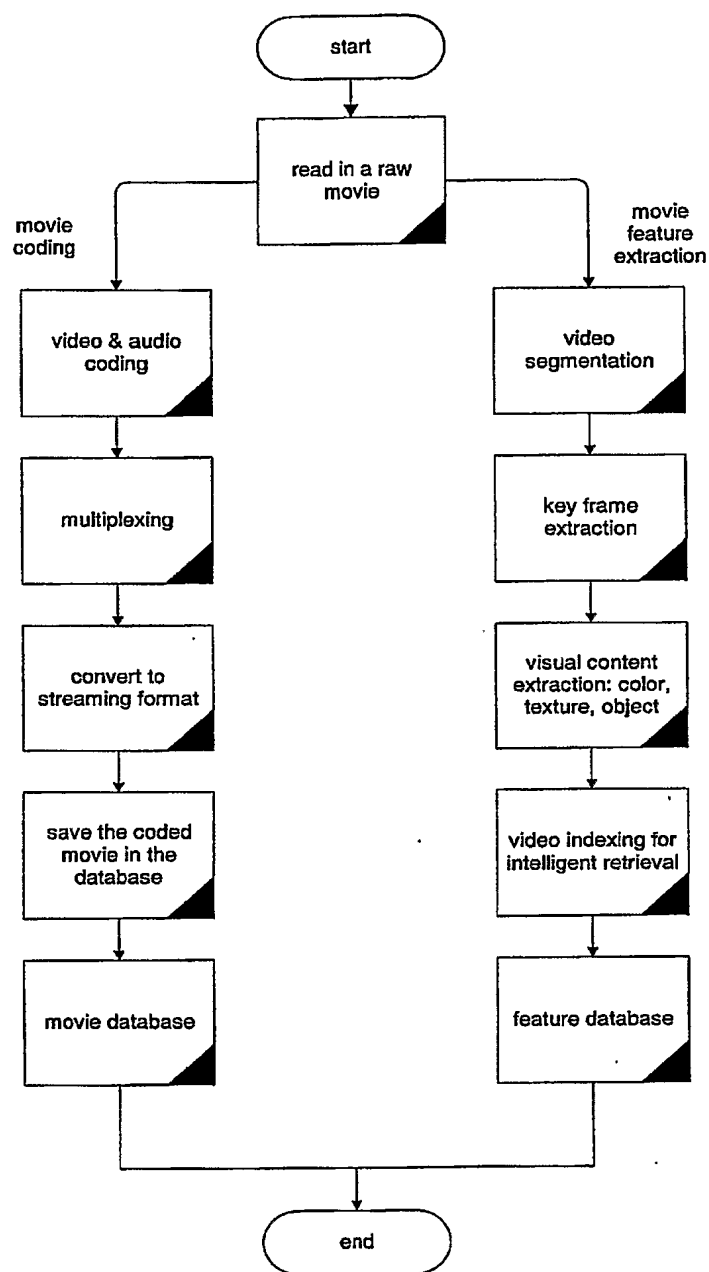 start
read in a raw
movie
movie
coding
movie
feature
extraction
video & audio
coding
video
segmentation
multiplexing
key frame
extraction
convert to
streaming format
visual content
extraction: color,
texture, object
save the coded
movie in the
database
video indexing for
intelligent retrieval
movie database
feature database
end